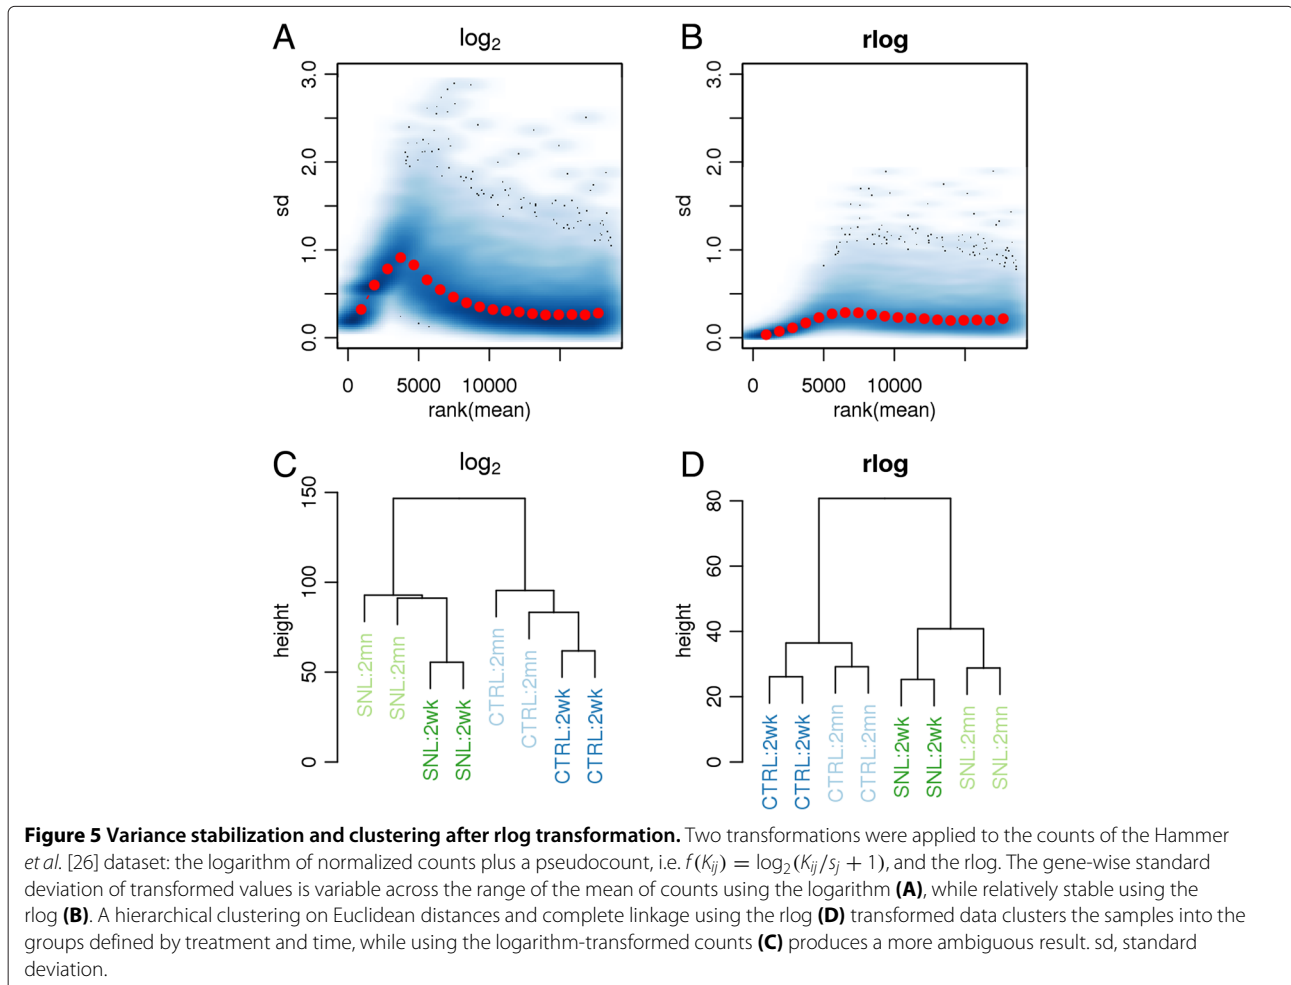 A
log2
3.0
2.0
1.0
0.0
sd
0
5000
10000
rank(mean)
B
rlog
3.0
2.0
1.0
0.0
sd
0
5000
10000
rank(mean)
C
log2
150
100
50
0
height
SNL:2mn
SNL:2mn
SNL:2wk
SNL:2wk
CTRL:2mn
CTRL:2mn
CTRL:2wk
CTRL:2wk
D
rlog
80
60
40
20
0
height
CTRL:2wk
CTRL:2wk
CTRL:2mn
CTRL:2mn
SNL:2wk
SNL:2wk
SNL:2mn
SNL:2mn
Figure 5 Variance stabilization and clustering after rlog transformation. Two transformations were applied to the counts of the Hammer
et al. [26] dataset: the logarithm of normalized counts plus a pseudocount, i.e. f(Kij) = log2(Kij/sj + 1), and the rlog. The gene-wise standard
deviation of transformed values is variable across the range of the mean of counts using the logarithm (A), while relatively stable using the
rlog (B). A hierarchical clustering on Euclidean distances and complete linkage using the rlog (D) transformed data clusters the samples into the
groups defined by treatment and time, while using the logarithm-transformed counts (C) produces a more ambiguous result. sd, standard
deviation.